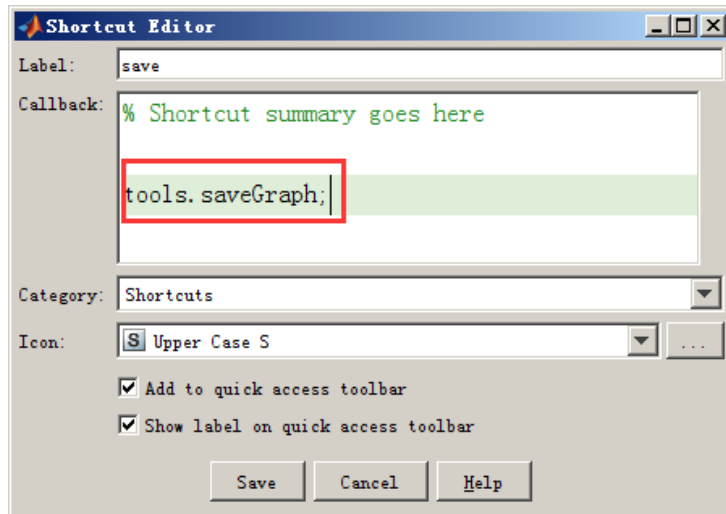 Shortcut Editor
Label: save
Callback: % Shortcut summary goes here
tools.saveGraph;
Category: Shortcuts
Icon: S Upper Case S ...
Add to quick access toolbar
Show label on quick access toolbar
Save Cancel Help